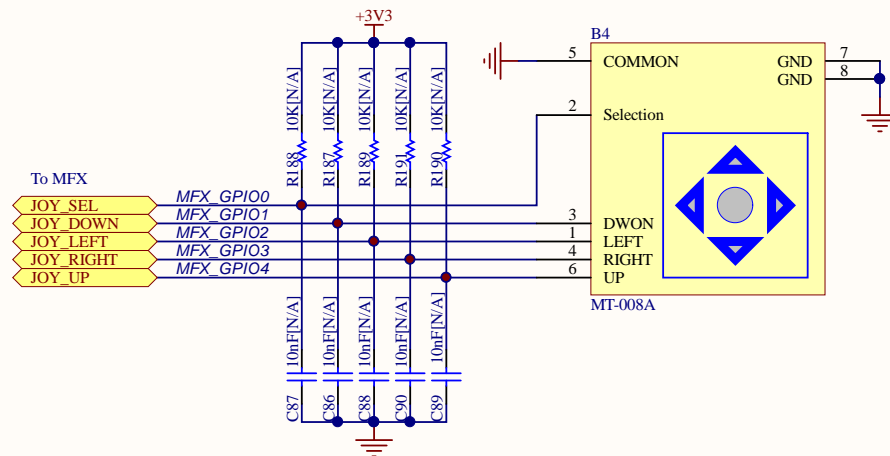 +3V3
B4
10K[N/A] 10K[N/A] 10K[N/A] 10K[N/A] 10K[N/A]
R188 R187 R189 R191 R190
5 COMMON GND 7
GND 8
2 Selection
To MFX
JOY_SEL MFX_GPIO0
JOY_DOWN MFX_GPIO1 3 DWON
JOY_LEFT MFX_GPIO2 1 LEFT
JOY_RIGHT MFX_GPIO3 4 RIGHT
JOY_UP MFX_GPIO4 6 UP
MT-008A
10nF[N/A] 10nF[N/A] 10nF[N/A] 10nF[N/A] 10nF[N/A]
C87 C86 C88 C90 C89